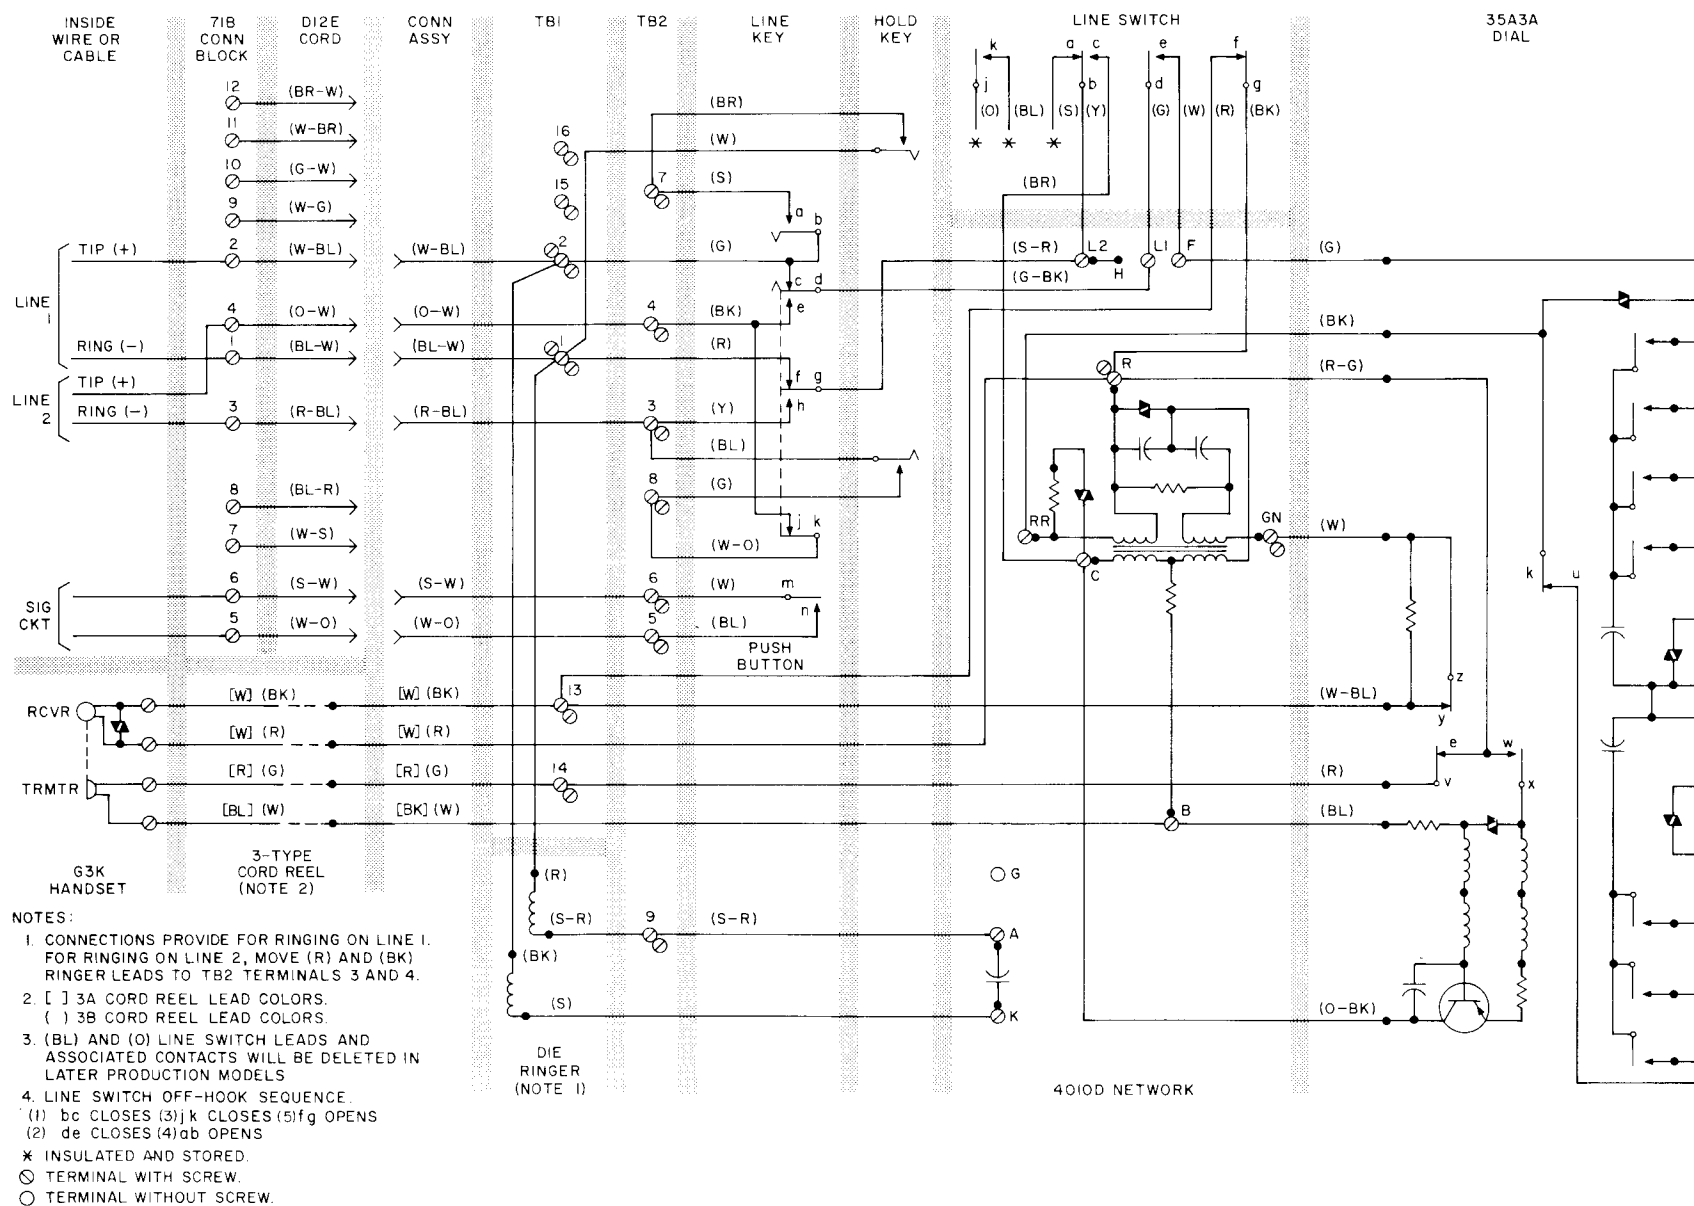 INSIDE WIRE OR CABLE
71B CONN BLOCK
D12E CORD
CONN ASSY
TB1
TB2
LINE KEY
HOLD KEY
LINE SWITCH
35A3A DIAL
k a c e f
j b d g
(O) (BL) (S) (Y) (G) (W) (R) (BK)
* * *
12 (BR-W)
11 (W-BR)
10 (G-W)
9 (W-G)
16
15
(BR)
(W)
7 (S)
a b
(BR)
LINE 1
TIP (+) 2 (W-BL) (W-BL) 2 (G)
(S-R) L2 H L1 F (G)
c d (G-BK)
e
4 (O-W) (O-W) 4 (BK)
(BK)
RING (-) 1 (BL-W) (BL-W) 1 (R)
f g
R (R-G)
LINE 2
TIP (+)
RING (-) 3 (R-BL) (R-BL) 3 (Y)
h
(BL)
8 (BL-R) 8 (G)
7 (W-S)
j k
(W-O)
RR GN (W)
C
k u
SIG CKT
6 (S-W) (S-W) 6 (W) m
5 (W-O) (W-O) 5 (BL) n
PUSH BUTTON
RCVR [W] (BK) [W] (BK) 13 (W-BL)
z
y
[W] (R) [W] (R)
e w
TRMTR [R] (G) [R] (G) 14 (R)
v x
[BL] (W) [BK] (W) B (BL)
G3K HANDSET
3-TYPE CORD REEL (NOTE 2)
(R)
G
(S-R) 9 (S-R) A
(BK)
(S) K (O-BK)
DIE RINGER (NOTE 1)
4010D NETWORK
NOTES:
1. CONNECTIONS PROVIDE FOR RINGING ON LINE 1.
FOR RINGING ON LINE 2, MOVE (R) AND (BK)
RINGER LEADS TO TB2 TERMINALS 3 AND 4.
2. [ ] 3A CORD REEL LEAD COLORS.
( ) 3B CORD REEL LEAD COLORS.
3. (BL) AND (O) LINE SWITCH LEADS AND
ASSOCIATED CONTACTS WILL BE DELETED IN
LATER PRODUCTION MODELS
4. LINE SWITCH OFF-HOOK SEQUENCE.
(1) bc CLOSES (3) jk CLOSES (5) fg OPENS
(2) de CLOSES (4) ab OPENS
* INSULATED AND STORED.
TERMINAL WITH SCREW.
TERMINAL WITHOUT SCREW.